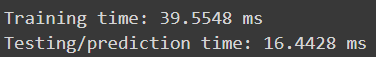 Training time: 39.5548 ms
Testing/prediction time: 16.4428 ms